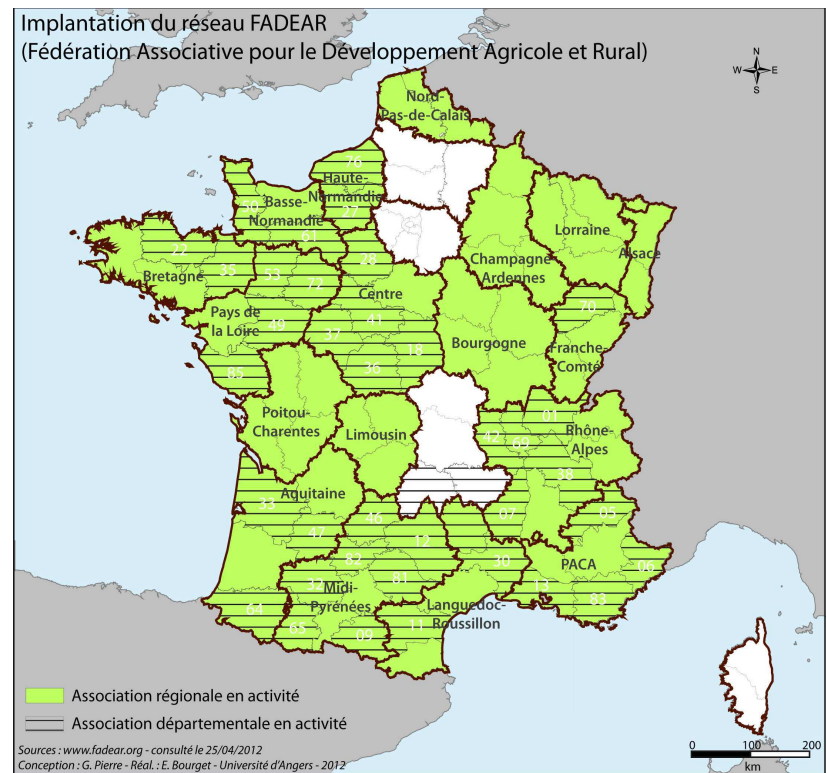 Implantation du réseau FADEAR
(Fédération Associative pour le Développement Agricole et Rural)
N
W E
S
Nord-
Pas-de-Calais
76
Haute-
Normandie
27
50
Basse-
Normandie
61
Lorraine
Alsace
Champagne
Ardennes
22
35
Bretagne
53
72
28
Centre
41
37
18
36
Pays de
la Loire
49
85
Bourgogne
70
Franche-
Comté
Poitou-
Charentes
Limousin
01
42
69
Rhône-
Alpes
38
07
Aquitaine
33
47
64
46
12
82
81
32
Midi-
Pyrénées
65
09
30
11
Languedoc-
Roussillon
05
PACA
06
13
83
Association régionale en activité
Association départementale en activité
Sources : www.fadear.org - consulté le 25/04/2012
Conception : G. Pierre - Réal. : E. Bourget - Université d'Angers - 2012
0 100 200
km